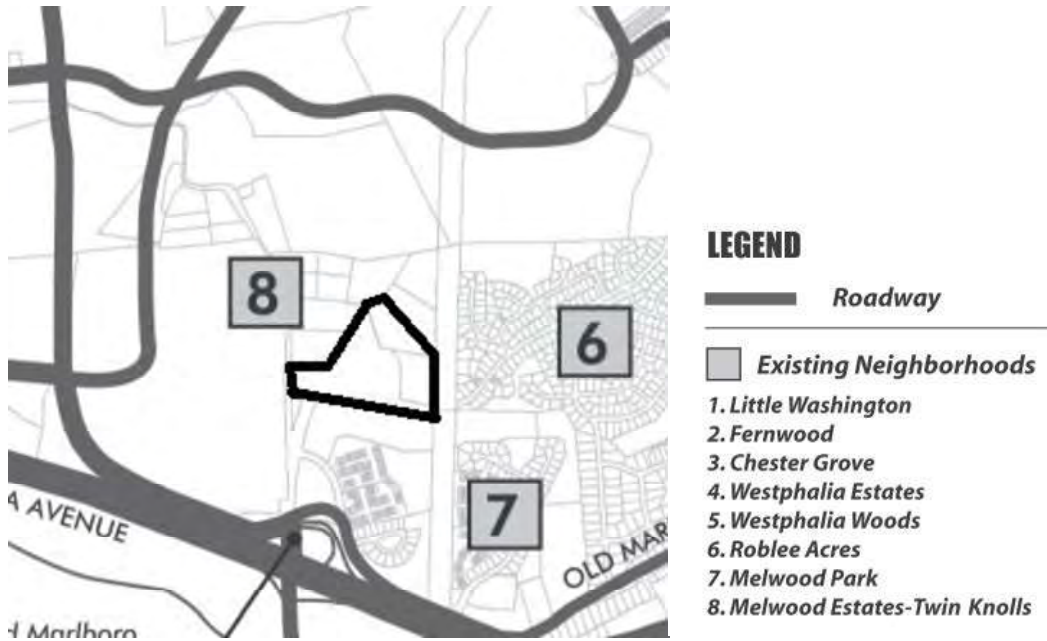 8
6
7
A AVENUE
OLD MAR
d Marlboro
LEGEND
Roadway
Existing Neighborhoods
1. Little Washington
2. Fernwood
3. Chester Grove
4. Westphalia Estates
5. Westphalia Woods
6. Roblee Acres
7. Melwood Park
8. Melwood Estates-Twin Knolls